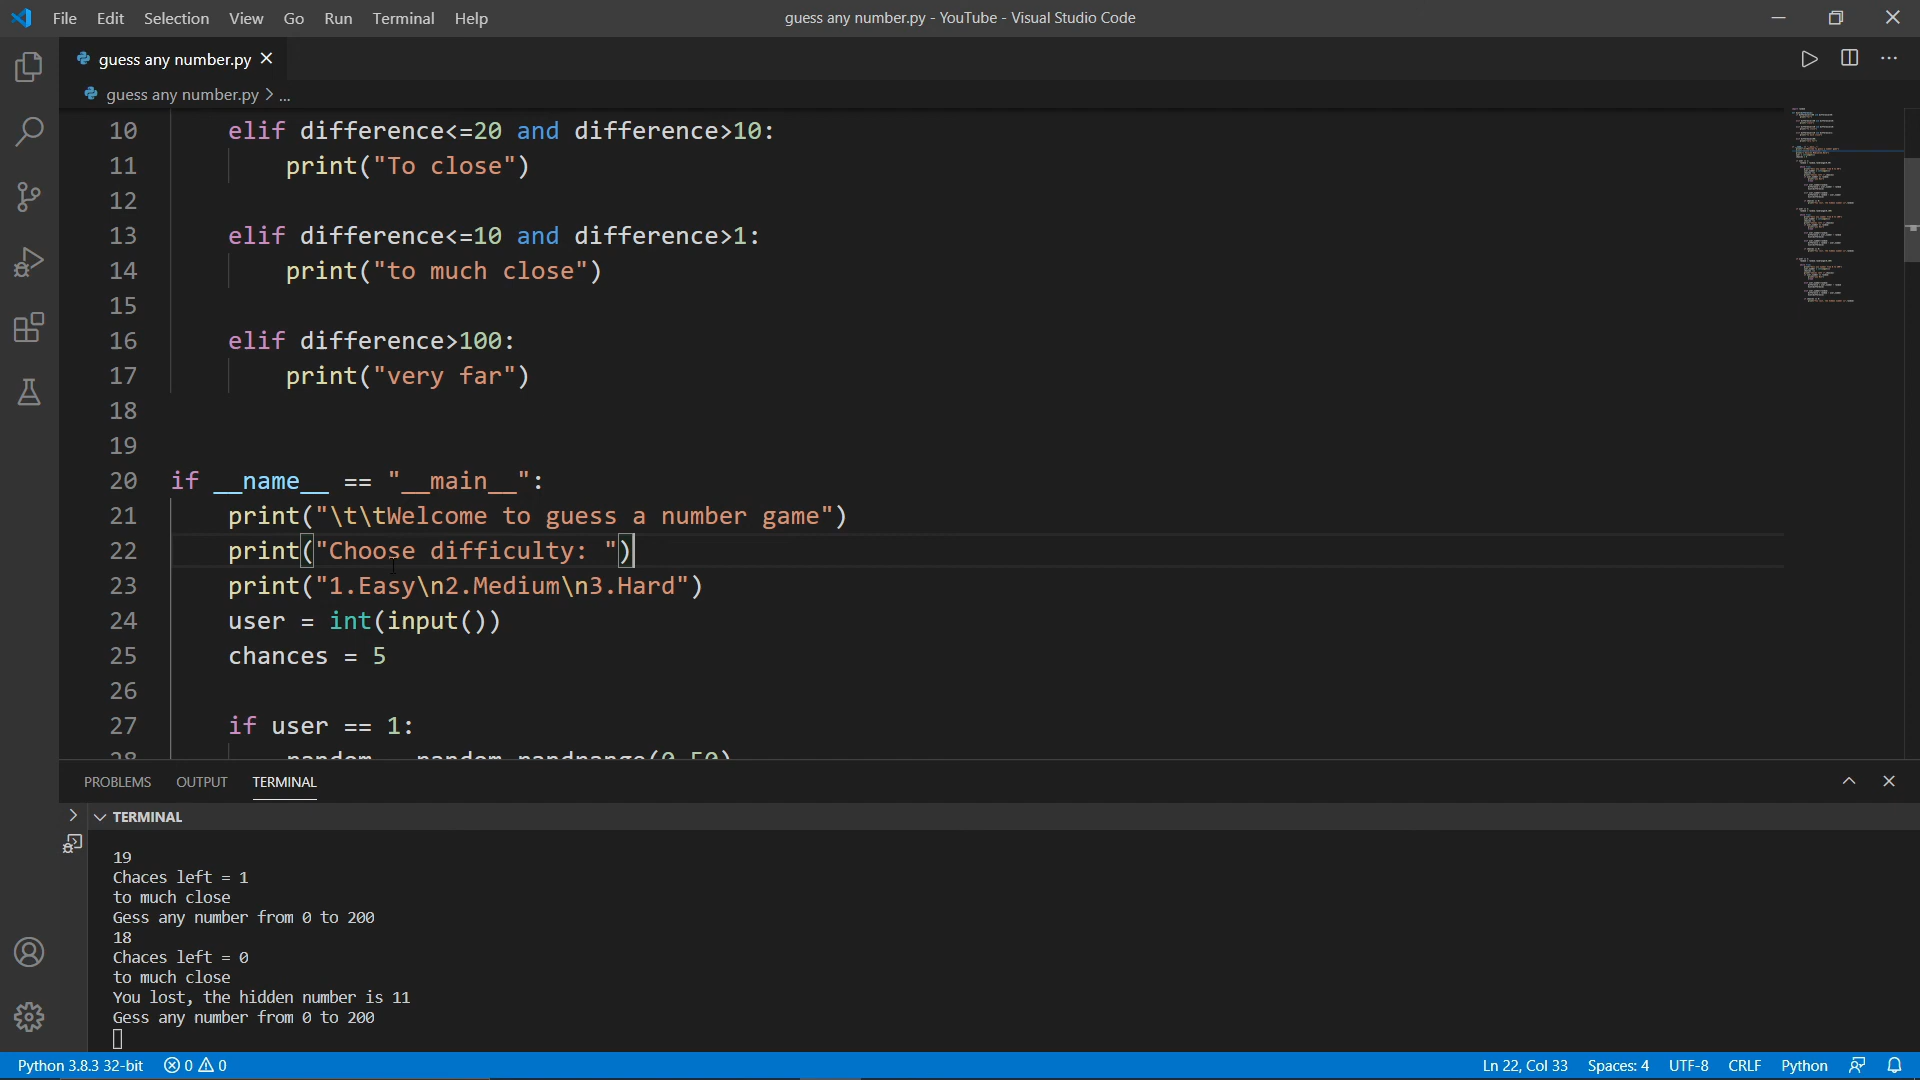 File Edit Selection View Go Run Terminal Help
guess any number.py - YouTube - Visual Studio Code
guess any number.py
guess any number.py > ...
10 elif difference<=20 and difference>10:
11 print("To close")
12
13 elif difference<=10 and difference>1:
14 print("to much close")
15
16 elif difference>100:
17 print("very far")
18
19
20 if __name__ == "__main__":
21 print("\t\tWelcome to guess a number game")
22 print("Choose difficulty: ")
23 print("1.Easy\n2.Medium\n3.Hard")
24 user = int(input())
25 chances = 5
26
27 if user == 1:
28 random = random.randrange(0,50)
PROBLEMS OUTPUT TERMINAL
TERMINAL
19
Chaces left = 1
to much close
Gess any number from 0 to 200
18
Chaces left = 0
to much close
You lost, the hidden number is 11
Gess any number from 0 to 200
Python 3.8.3 32-bit 0 0 Ln 22, Col 33 Spaces: 4 UTF-8 CRLF Python